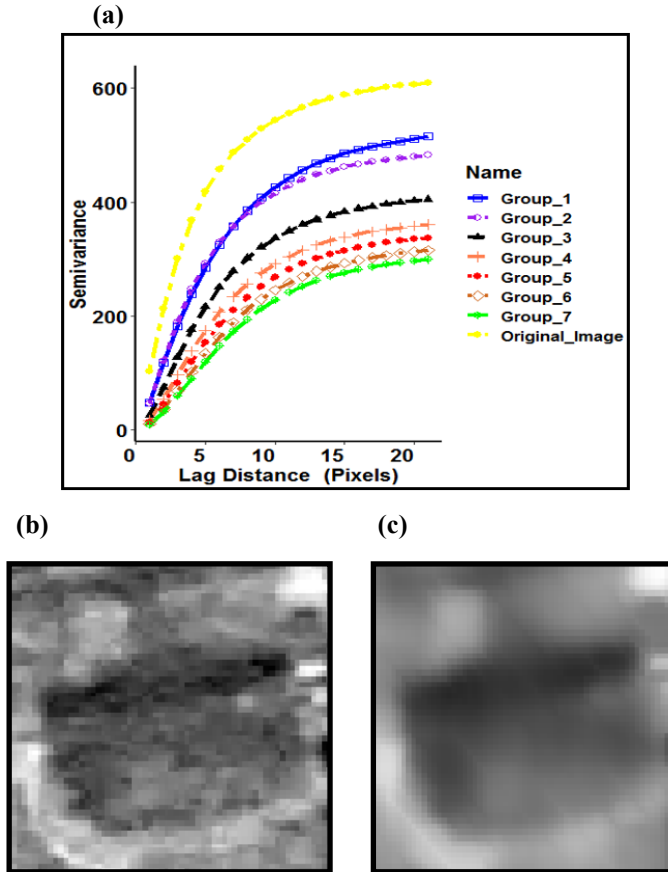 (a)
600
400
200
0
Semivariance
0 5 10 15 20
Lag Distance (Pixels)
Name
Group_1
Group_2
Group_3
Group_4
Group_5
Group_6
Group_7
Original_Image
(b) (c)